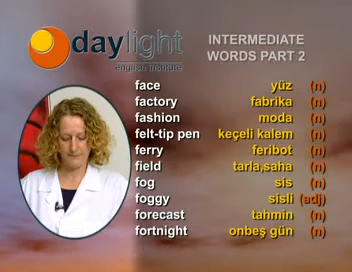 daylight
english institute
INTERMEDIATE
WORDS PART 2
face yüz (n)
factory fabrika (n)
fashion moda (n)
felt-tip pen keçeli kalem (n)
ferry feribot (n)
field tarla,saha (n)
fog sis (n)
foggy sisli (adj)
forecast tahmin (n)
fortnight onbeş gün (n)